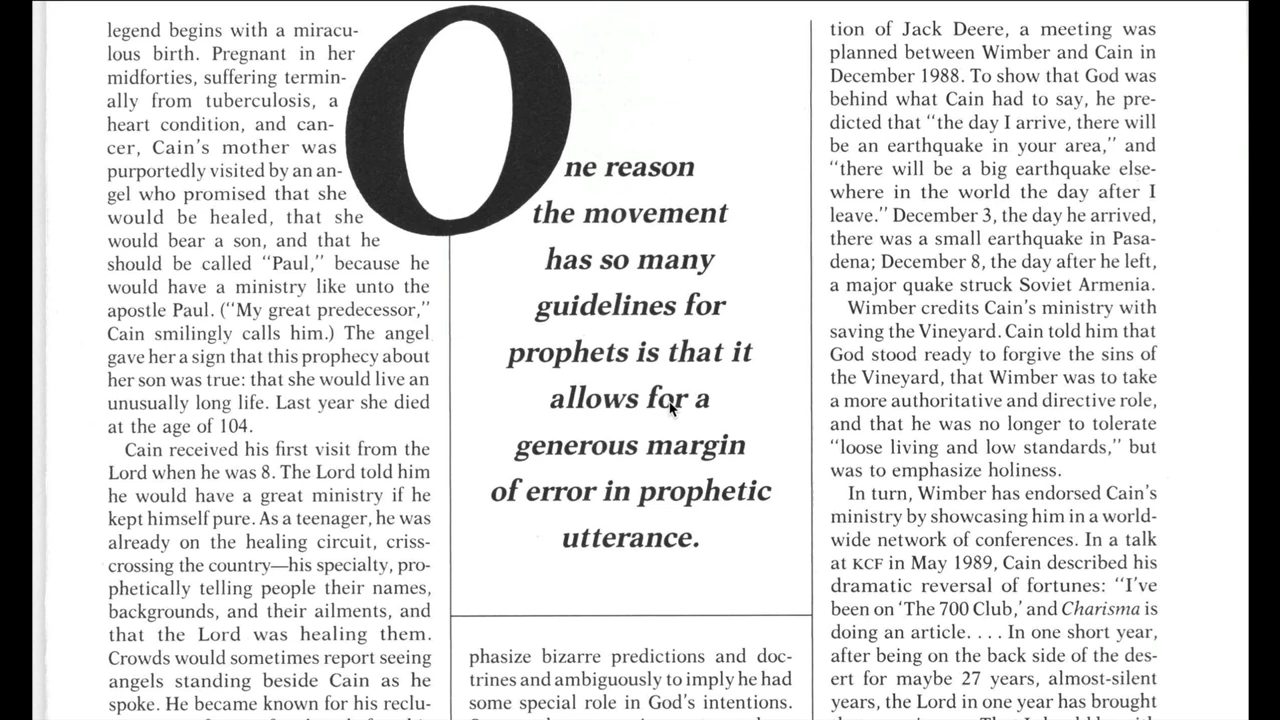 legend begins with a miracu-
lous birth. Pregnant in her
midforties, suffering termin-
ally from tuberculosis, a
heart condition, and can-
cer, Cain's mother was
purportedly visited by an an-
gel who promised that she
would be healed, that she
would bear a son, and that he
should be called "Paul," because he
would have a ministry like unto the
apostle Paul. ("My great predecessor,"
Cain smilingly calls him.) The angel
gave her a sign that this prophecy about
her son was true: that she would live an
unusually long life. Last year she died
at the age of 104.
Cain received his first visit from the
Lord when he was 8. The Lord told him
he would have a great ministry if he
kept himself pure. As a teenager, he was
already on the healing circuit, criss-
crossing the country—his specialty, pro-
phetically telling people their names,
backgrounds, and their ailments, and
that the Lord was healing them.
Crowds would sometimes report seeing
angels standing beside Cain as he
spoke. He became known for his reclu-
One reason
the movement
has so many
guidelines for
prophets is that it
allows for a
generous margin
of error in prophetic
utterance.
phasize bizarre predictions and doc-
trines and ambiguously to imply he had
some special role in God's intentions.
tion of Jack Deere, a meeting was
planned between Wimber and Cain in
December 1988. To show that God was
behind what Cain had to say, he pre-
dicted that "the day I arrive, there will
be an earthquake in your area," and
"there will be a big earthquake else-
where in the world the day after I
leave." December 3, the day he arrived,
there was a small earthquake in Pasa-
dena; December 8, the day after he left,
a major quake struck Soviet Armenia.
Wimber credits Cain's ministry with
saving the Vineyard. Cain told him that
God stood ready to forgive the sins of
the Vineyard, that Wimber was to take
a more authoritative and directive role,
and that he was no longer to tolerate
"loose living and low standards," but
was to emphasize holiness.
In turn, Wimber has endorsed Cain's
ministry by showcasing him in a world-
wide network of conferences. In a talk
at KCF in May 1989, Cain described his
dramatic reversal of fortunes: "I've
been on 'The 700 Club,' and Charisma is
doing an article. . . . In one short year,
after being on the back side of the des-
ert for maybe 27 years, almost-silent
years, the Lord in one year has brought